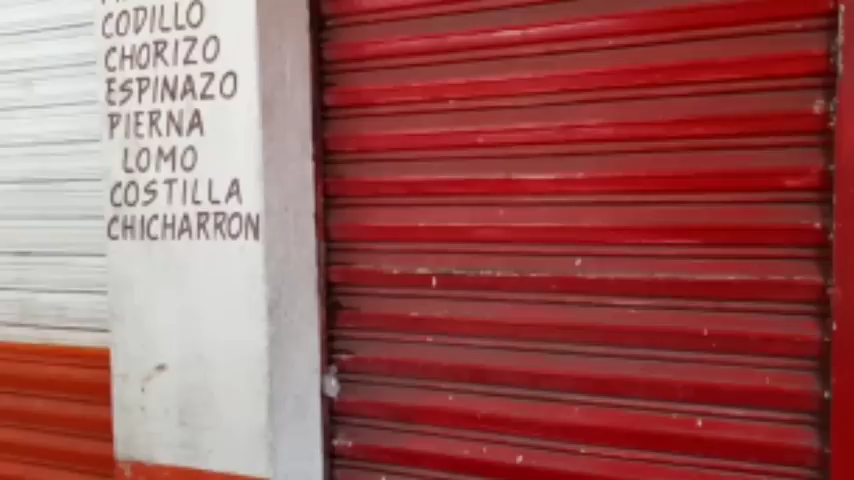 CODILLO
CHORIZO
ESPINAZO
PIERNA
LOMO
COSTILLA
CHICHARRON